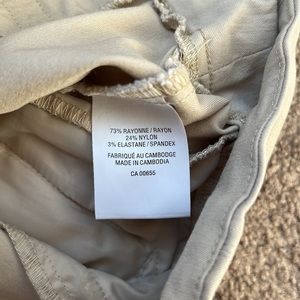 73% RAYONNE / RAYON
24% NYLON
3% ELASTANE / SPANDEX
FABRIQUÉ AU CAMBODGE
MADE IN CAMBODIA
CA 00655